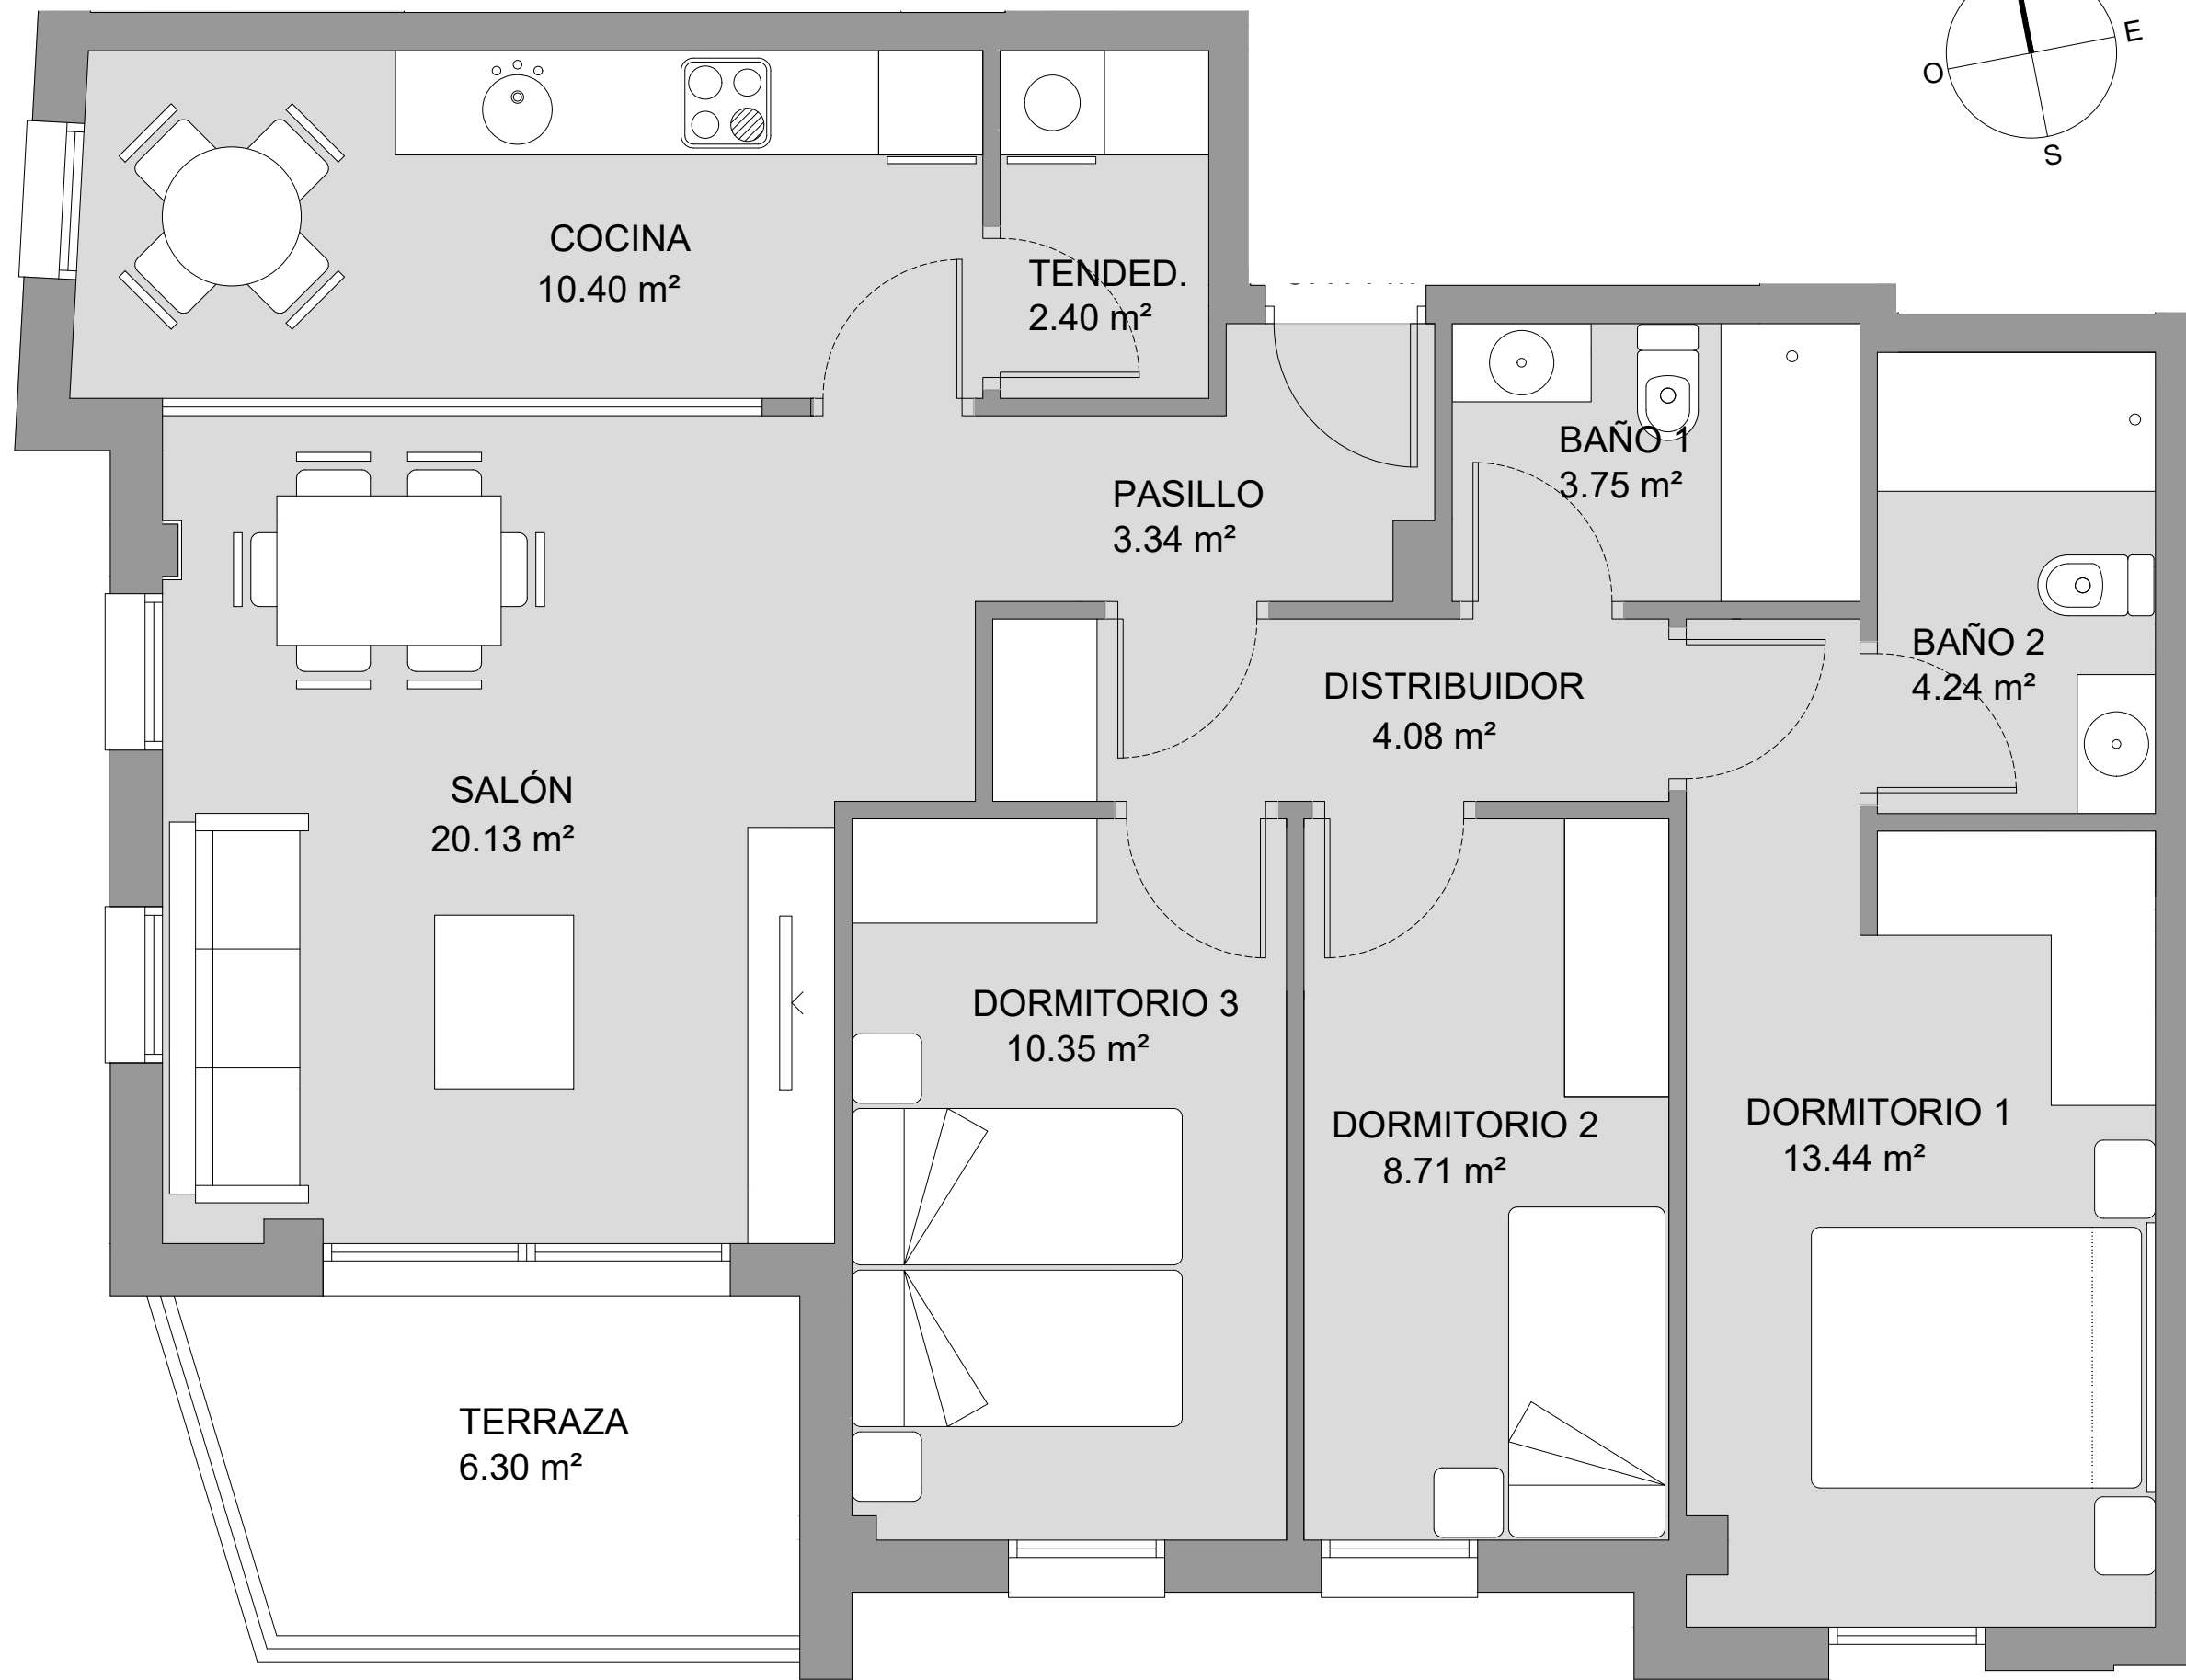 E
O
S
COCINA
10.40 m²
TENDED.
2.40 m²
BAÑO 1
3.75 m²
PASILLO
3.34 m²
BAÑO 2
4.24 m²
DISTRIBUIDOR
4.08 m²
SALÓN
20.13 m²
DORMITORIO 3
10.35 m²
DORMITORIO 2
8.71 m²
DORMITORIO 1
13.44 m²
TERRAZA
6.30 m²